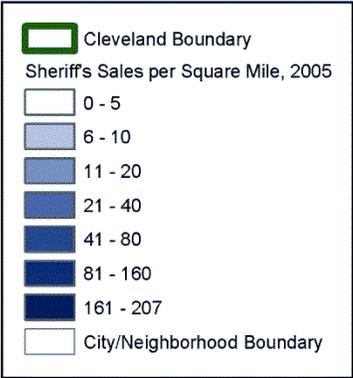 Cleveland Boundary
Sheriff's Sales per Square Mile, 2005
0 - 5
6 - 10
11 - 20
21 - 40
41 - 80
81 - 160
161 - 207
City/Neighborhood Boundary